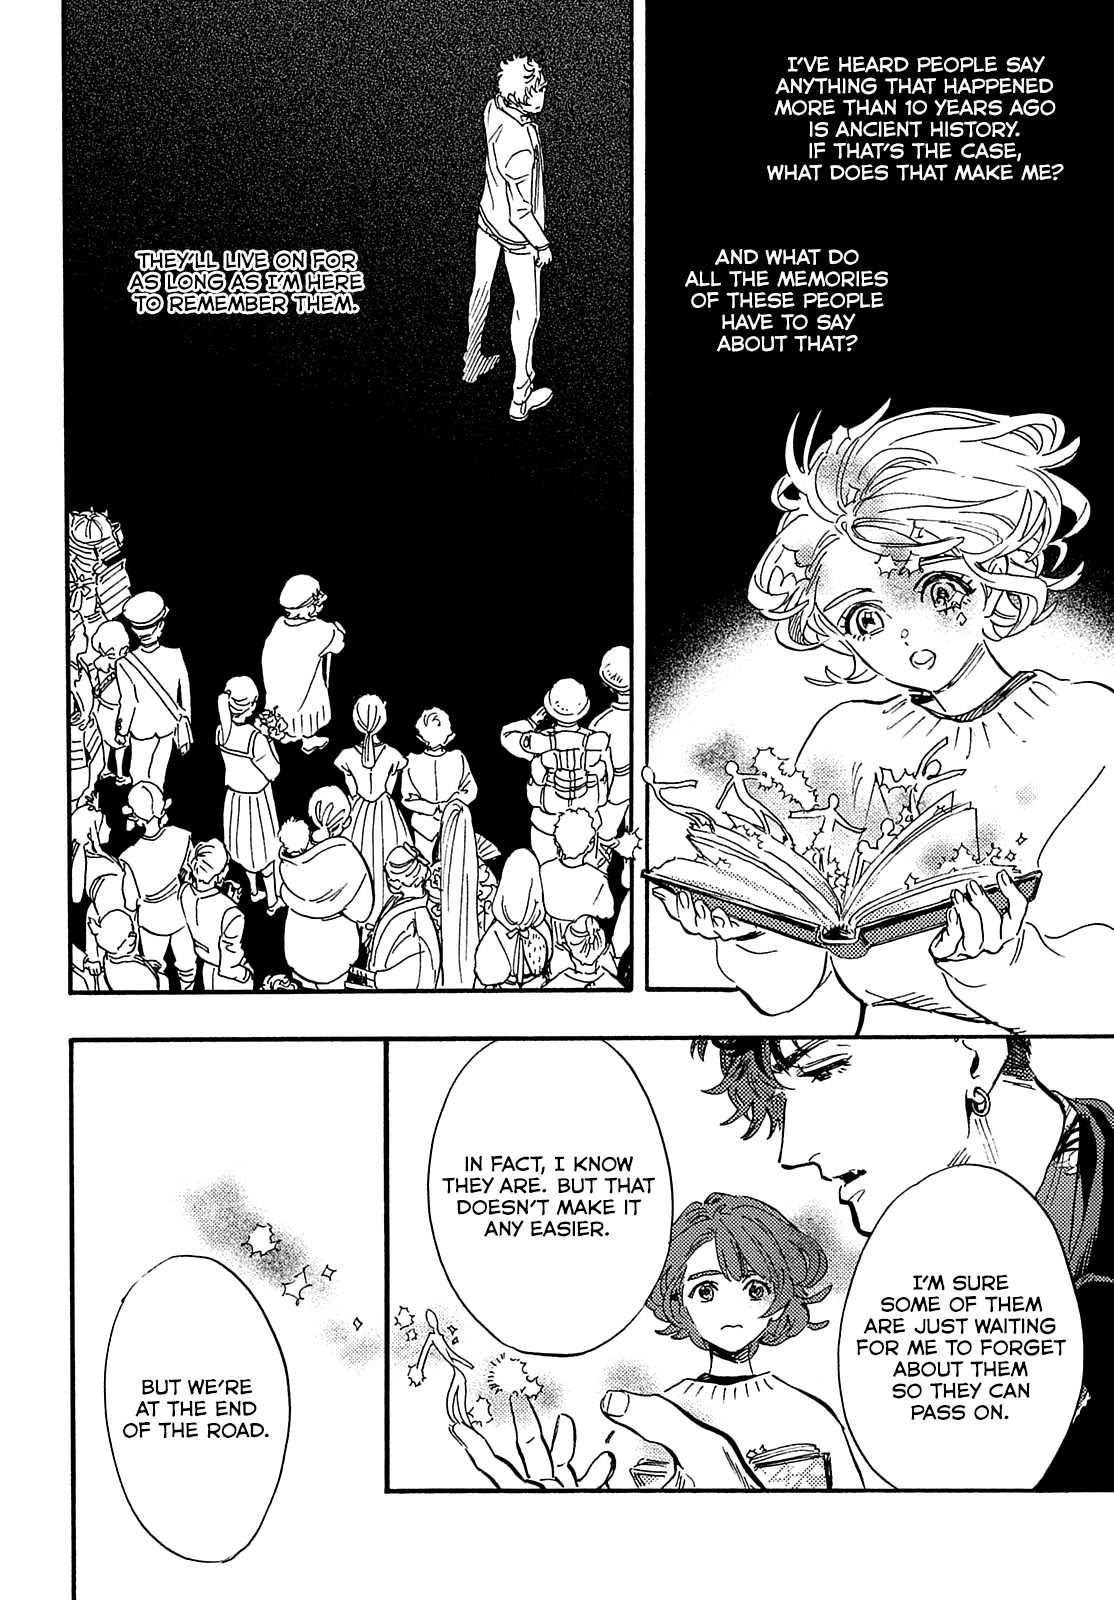 I'VE HEARD PEOPLE SAY
ANYTHING THAT HAPPENED
MORE THAN 10 YEARS AGO
IS ANCIENT HISTORY.
IF THAT'S THE CASE,
WHAT DOES THAT MAKE ME?
AND WHAT DO
ALL THE MEMORIES
OF THESE PEOPLE
HAVE TO SAY
ABOUT THAT?
THEY'LL LIVE ON FOR
AS LONG AS I'M HERE
TO REMEMBER THEM.
I'M SURE
SOME OF THEM
ARE JUST WAITING
FOR ME TO FORGET
ABOUT THEM
SO THEY CAN
PASS ON.
IN FACT, I KNOW
THEY ARE. BUT THAT
DOESN'T MAKE IT
ANY EASIER.
BUT WE'RE
AT THE END
OF THE ROAD.